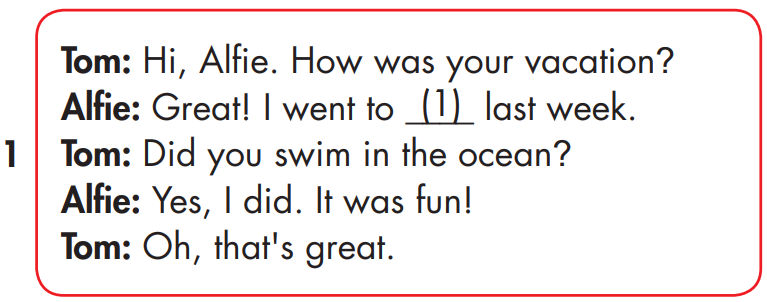 Tom: Hi, Alfie. How was your vacation?
Alfie: Great! I went to (1) last week.
1 Tom: Did you swim in the ocean?
Alfie: Yes, I did. It was fun!
Tom: Oh, that's great.